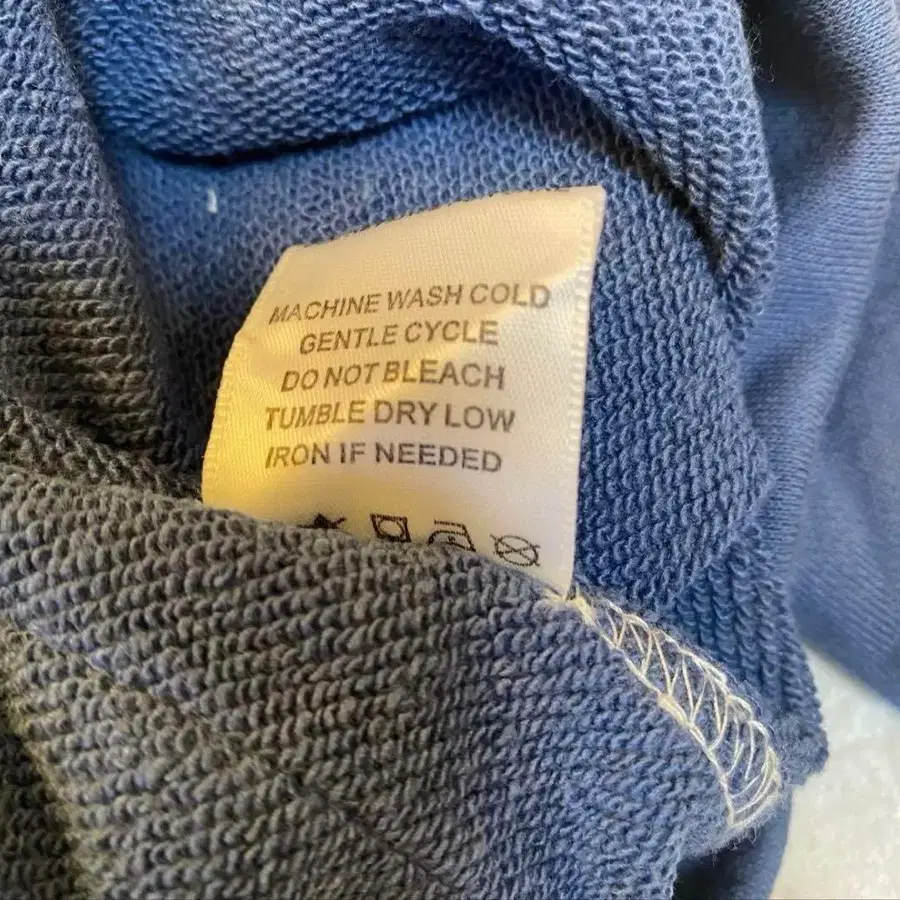 MACHINE WASH COLD
GENTLE CYCLE
DO NOT BLEACH
TUMBLE DRY LOW
IRON IF NEEDED